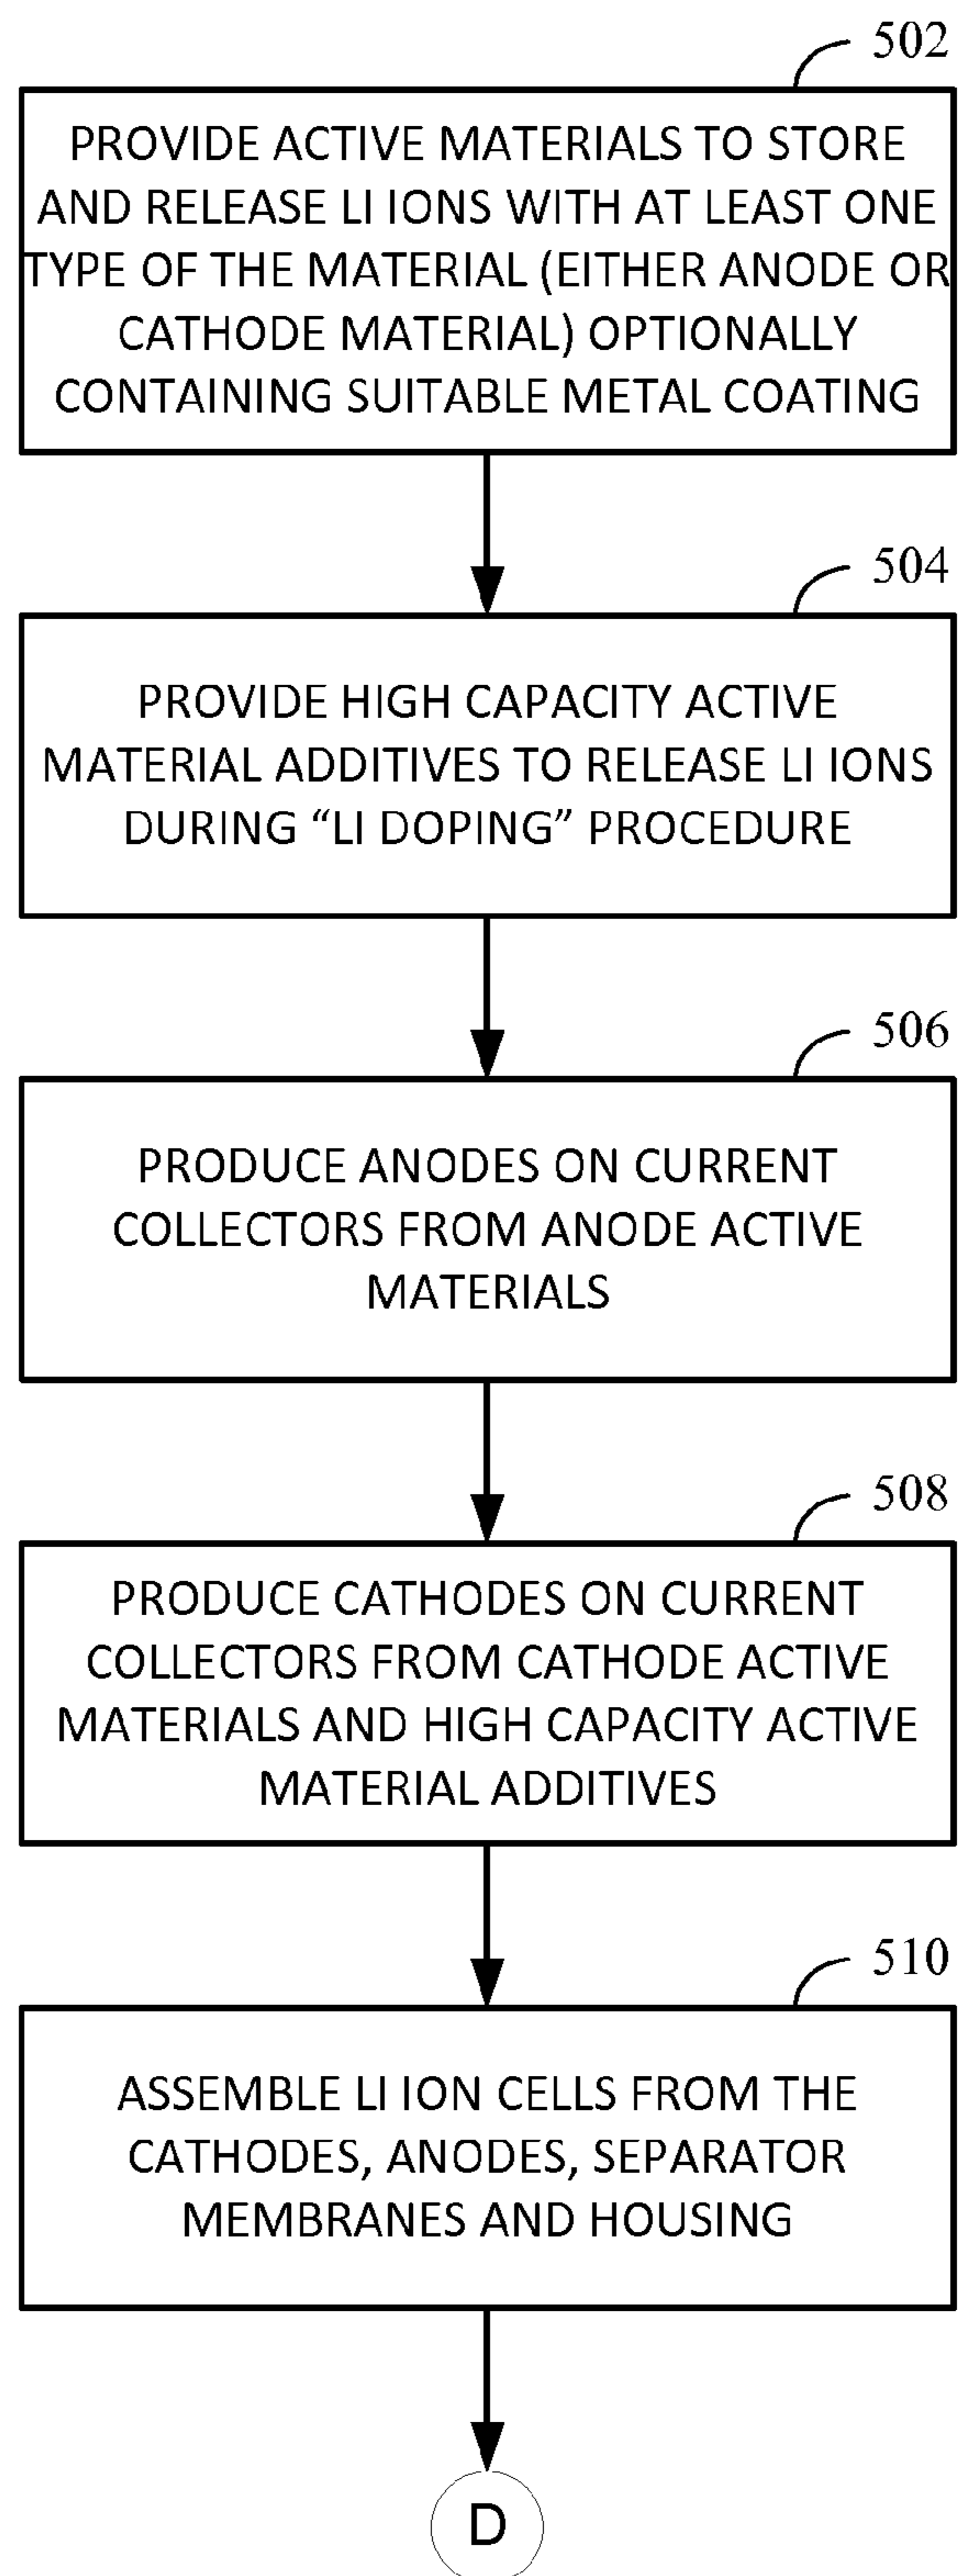 502
PROVIDE ACTIVE MATERIALS TO STORE
AND RELEASE LI IONS WITH AT LEAST ONE
TYPE OF THE MATERIAL (EITHER ANODE OR
CATHODE MATERIAL) OPTIONALLY
CONTAINING SUITABLE METAL COATING
504
PROVIDE HIGH CAPACITY ACTIVE
MATERIAL ADDITIVES TO RELEASE LI IONS
DURING “LI DOPING” PROCEDURE
506
PRODUCE ANODES ON CURRENT
COLLECTORS FROM ANODE ACTIVE
MATERIALS
508
PRODUCE CATHODES ON CURRENT
COLLECTORS FROM CATHODE ACTIVE
MATERIALS AND HIGH CAPACITY ACTIVE
MATERIAL ADDITIVES
510
ASSEMBLE LI ION CELLS FROM THE
CATHODES, ANODES, SEPARATOR
MEMBRANES AND HOUSING
D